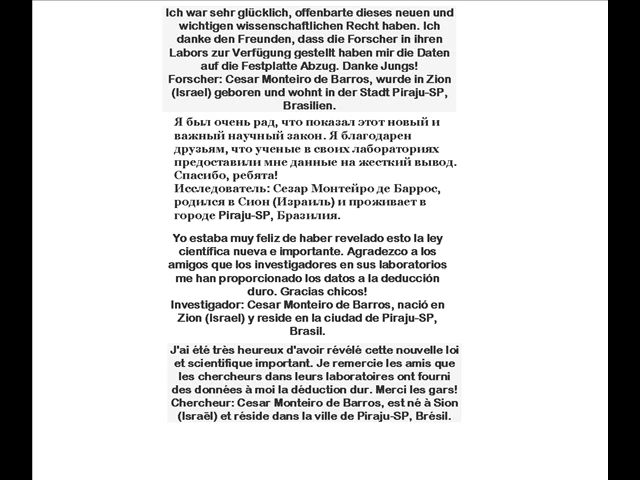 Ich war sehr glücklich, offenbarte dieses neuen und
wichtigen wissenschaftlichen Recht haben. Ich
danke den Freunden, dass die Forscher in ihren
Labors zur Verfügung gestellt haben mir die Daten
auf die Festplatte Abzug. Danke Jungs!
Forscher: Cesar Monteiro de Barros, wurde in Zion
(Israel) geboren und wohnt in der Stadt Piraju-SP,
Brasilien.
Я был очень рад, что показал этот новый и
важный научный закон. Я благодарен
друзьям, что ученые в своих лабораториях
предоставили мне данные на жесткий вывод.
Спасибо, ребята!
Исследователь: Сезар Монтейро де Баррос,
родился в Сион (Израиль) и проживает в
городе Piraju-SP, Бразилия.
Yo estaba muy feliz de haber revelado esto la ley
científica nueva e importante. Agradezco a los
amigos que los investigadores en sus laboratorios
me han proporcionado los datos a la deducción
duro. Gracias chicos!
Investigador: Cesar Monteiro de Barros, nació en
Zion (Israel) y reside en la ciudad de Piraju-SP,
Brasil.
J'ai été très heureux d'avoir révélé cette nouvelle loi
et scientifique important. Je remercie les amis que
les chercheurs dans leurs laboratoires ont fourni
des données à moi la déduction dur. Merci les gars!
Chercheur: Cesar Monteiro de Barros, est né à Sion
(Israël) et réside dans la ville de Piraju-SP, Brésil.